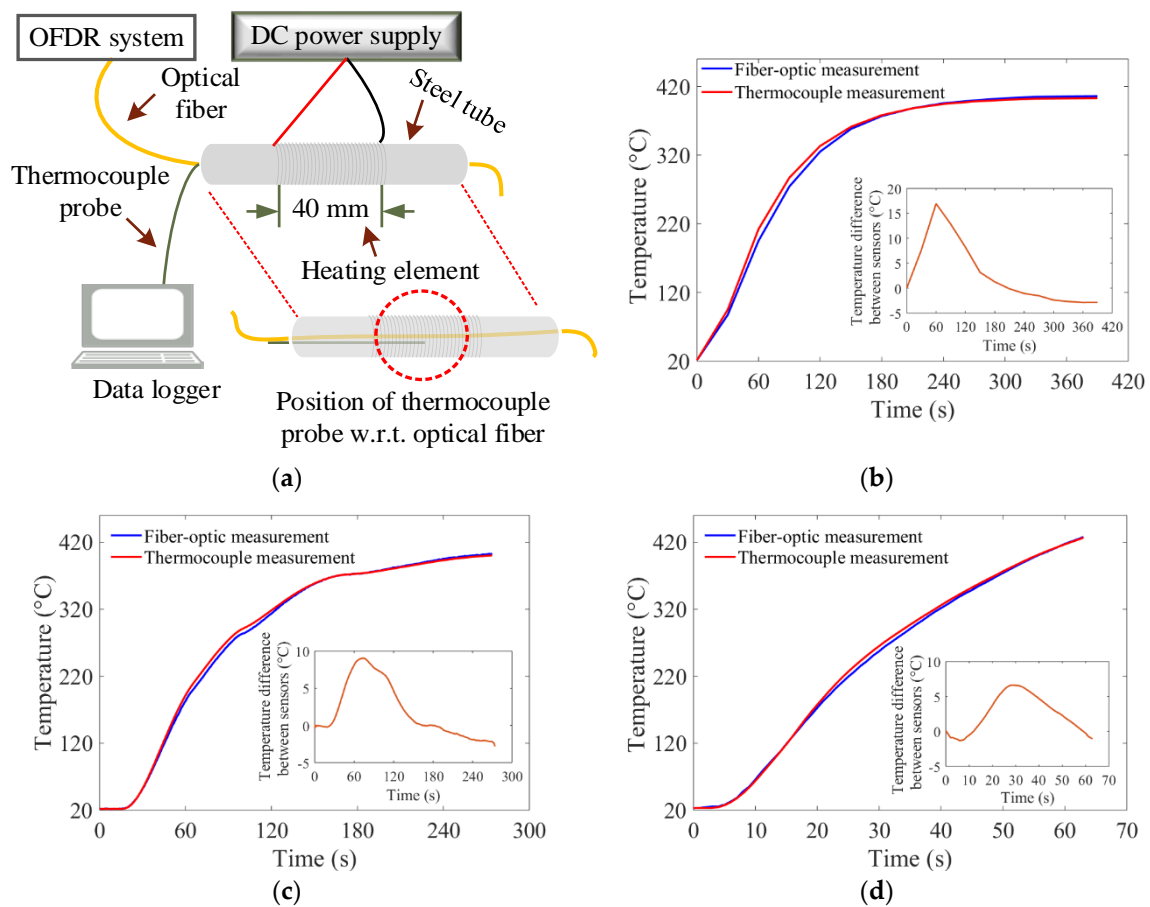 OFDR system
DC power supply
Optical
fiber
Steel tube
Thermocouple
probe
40 mm
Heating element
Data logger
Position of thermocouple
probe w.r.t. optical fiber
(a)
Fiber-optic measurement
Thermocouple measurement
Temperature (°C)
420
320
220
120
20
0 60 120 180 240 300 360 420
Time (s)
Temperature difference
between sensors (°C)
20
15
10
5
0
-5
0 60 120 180 240 300 360 420
Time (s)
(b)
Fiber-optic measurement
Thermocouple measurement
Temperature (°C)
420
320
220
120
20
0 60 120 180 240 300
Time (s)
Temperature difference
between sensors (°C)
10
5
0
-5
0 60 120 180 240 300
Time (s)
(c)
Fiber-optic measurement
Thermocouple measurement
Temperature (°C)
420
320
220
120
20
0 10 20 30 40 50 60 70
Time (s)
Temperature difference
between sensors (°C)
10
5
0
-5
0 10 20 30 40 50 60 70
Time (s)
(d)